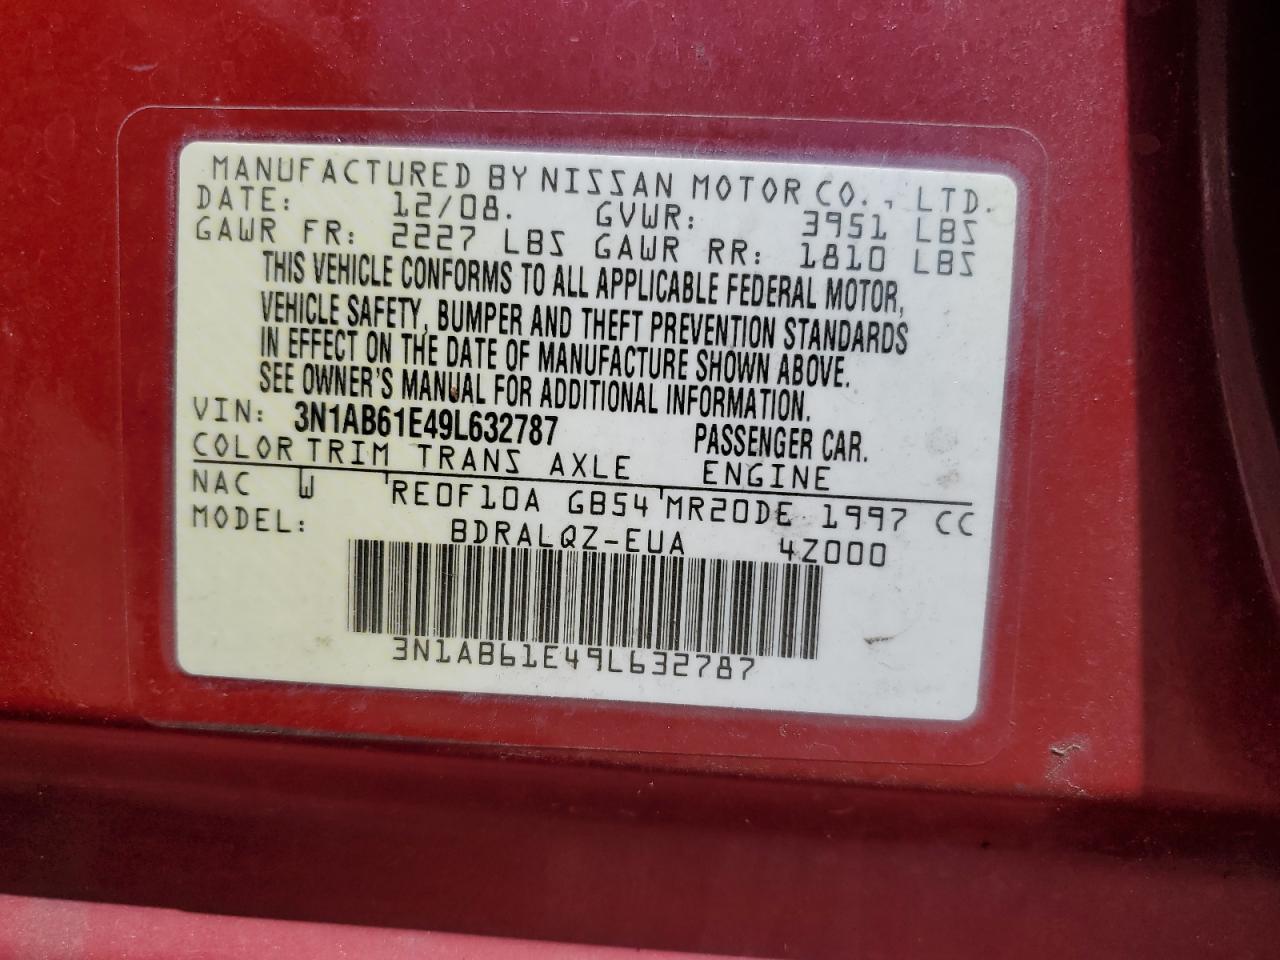 MANUFACTURED BY NISSAN MOTOR CO., LTD.
DATE: 12/08. GVWR: 3951 LBS
GAWR FR: 2227 LBS GAWR RR: 1810 LBS
THIS VEHICLE CONFORMS TO ALL APPLICABLE FEDERAL MOTOR,
VEHICLE SAFETY, BUMPER AND THEFT PREVENTION STANDARDS
IN EFFECT ON THE DATE OF MANUFACTURE SHOWN ABOVE.
SEE OWNER'S MANUAL FOR ADDITIONAL INFORMATION.
VIN: 3N1AB61E49L632787 PASSENGER CAR.
COLOR TRIM TRANS AXLE ENGINE
NAC W RE0F10A GB54 MR20DE 1997 CC
MODEL: BDRALQZ-EUA 4Z000
3N1AB61E49L632787